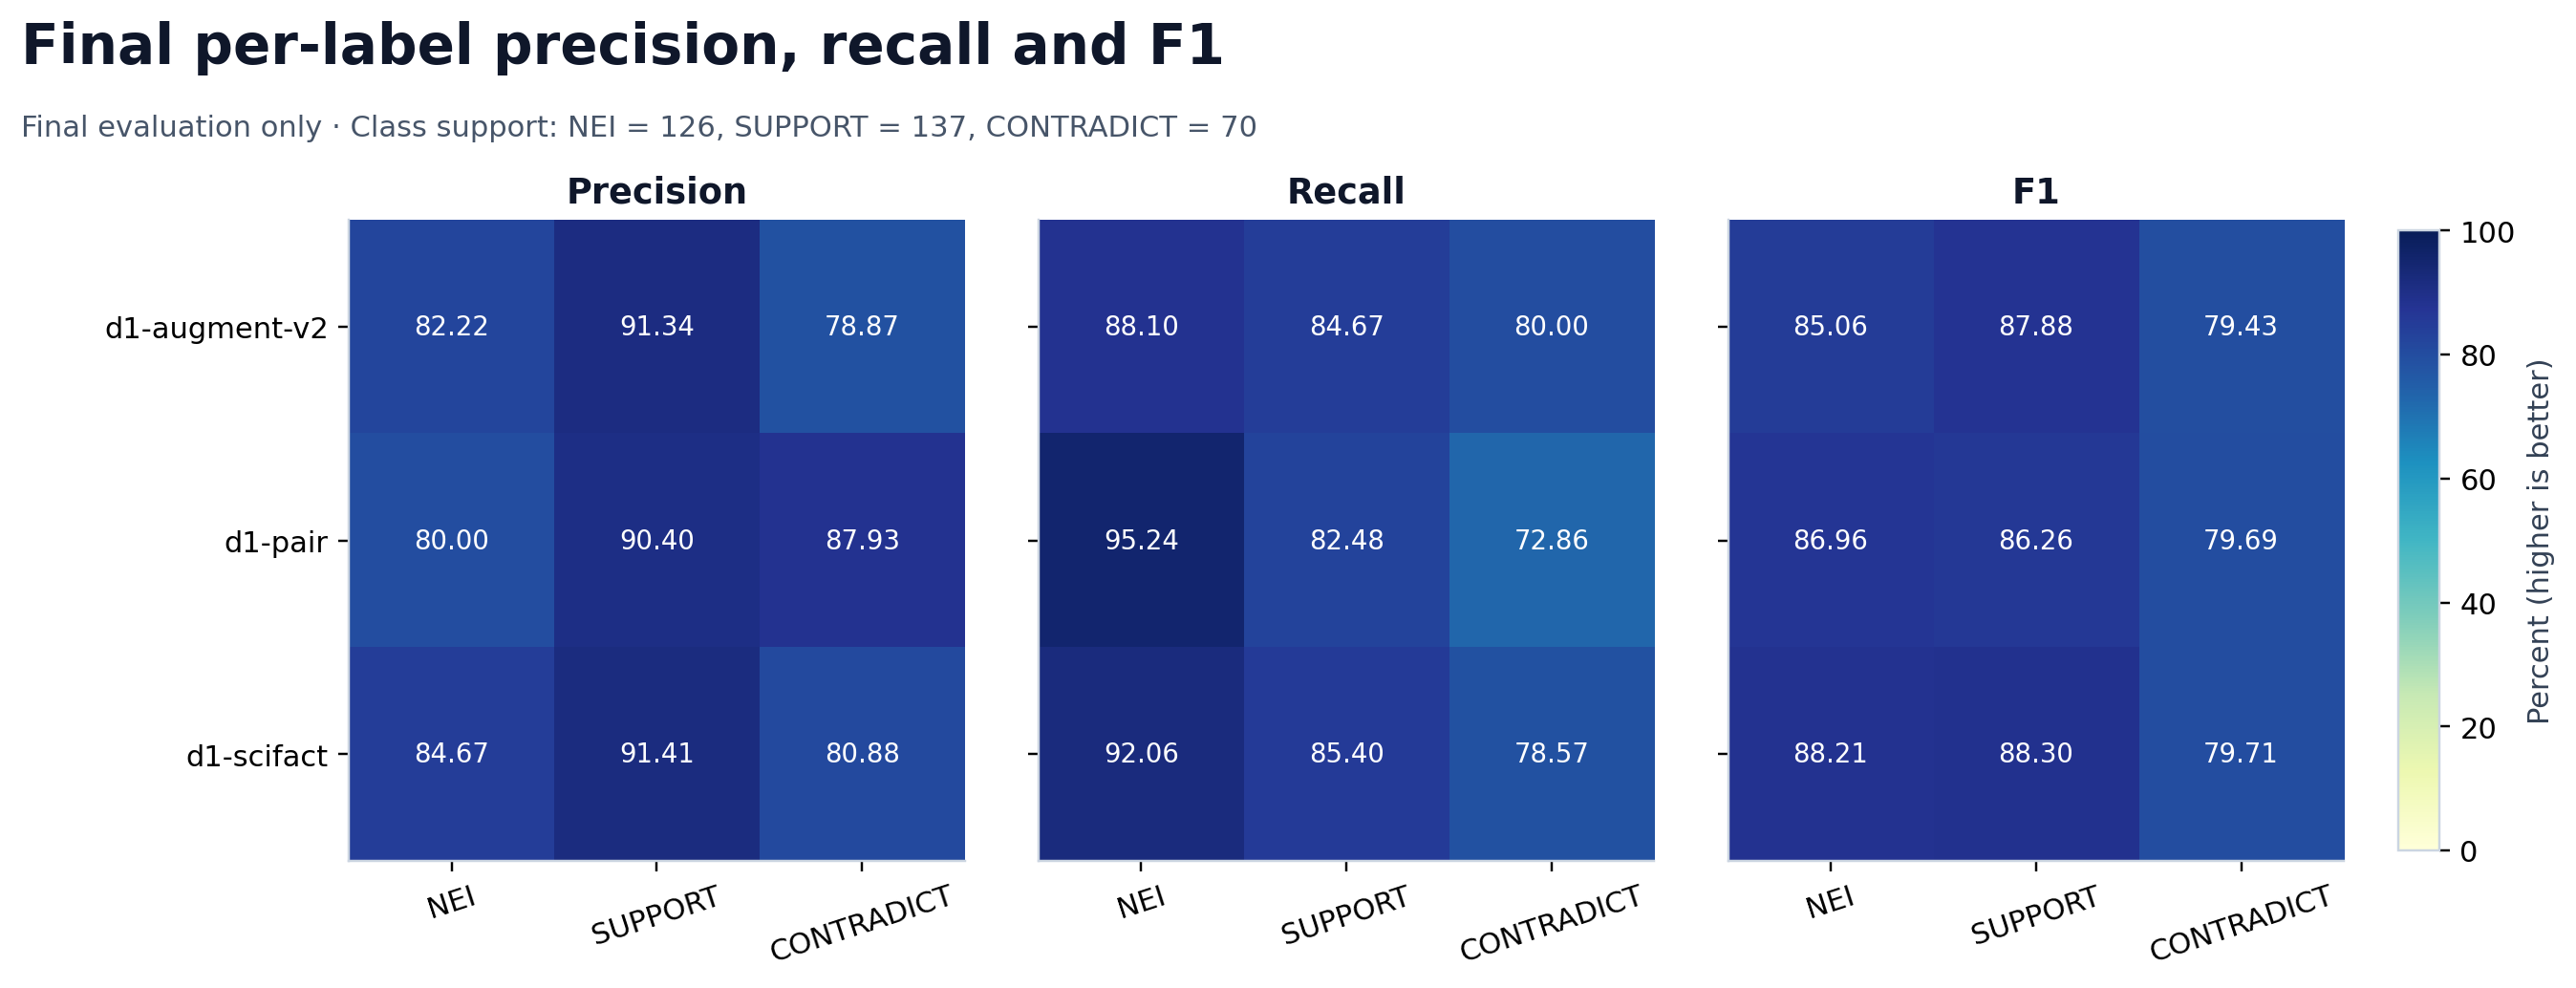 Final per-label precision, recall and F1
Final evaluation only · Class support: NEI = 126, SUPPORT = 137, CONTRADICT = 70
Precision
Recall
F1
d1-augment-v2
82.22 91.34 78.87
88.10 84.67 80.00
85.06 87.88 79.43
d1-pair
80.00 90.40 87.93
95.24 82.48 72.86
86.96 86.26 79.69
d1-scifact
84.67 91.41 80.88
92.06 85.40 78.57
88.21 88.30 79.71
NEI SUPPORT CONTRADICT
NEI SUPPORT CONTRADICT
NEI SUPPORT CONTRADICT
100
80
60
40
20
0
Percent (higher is better)